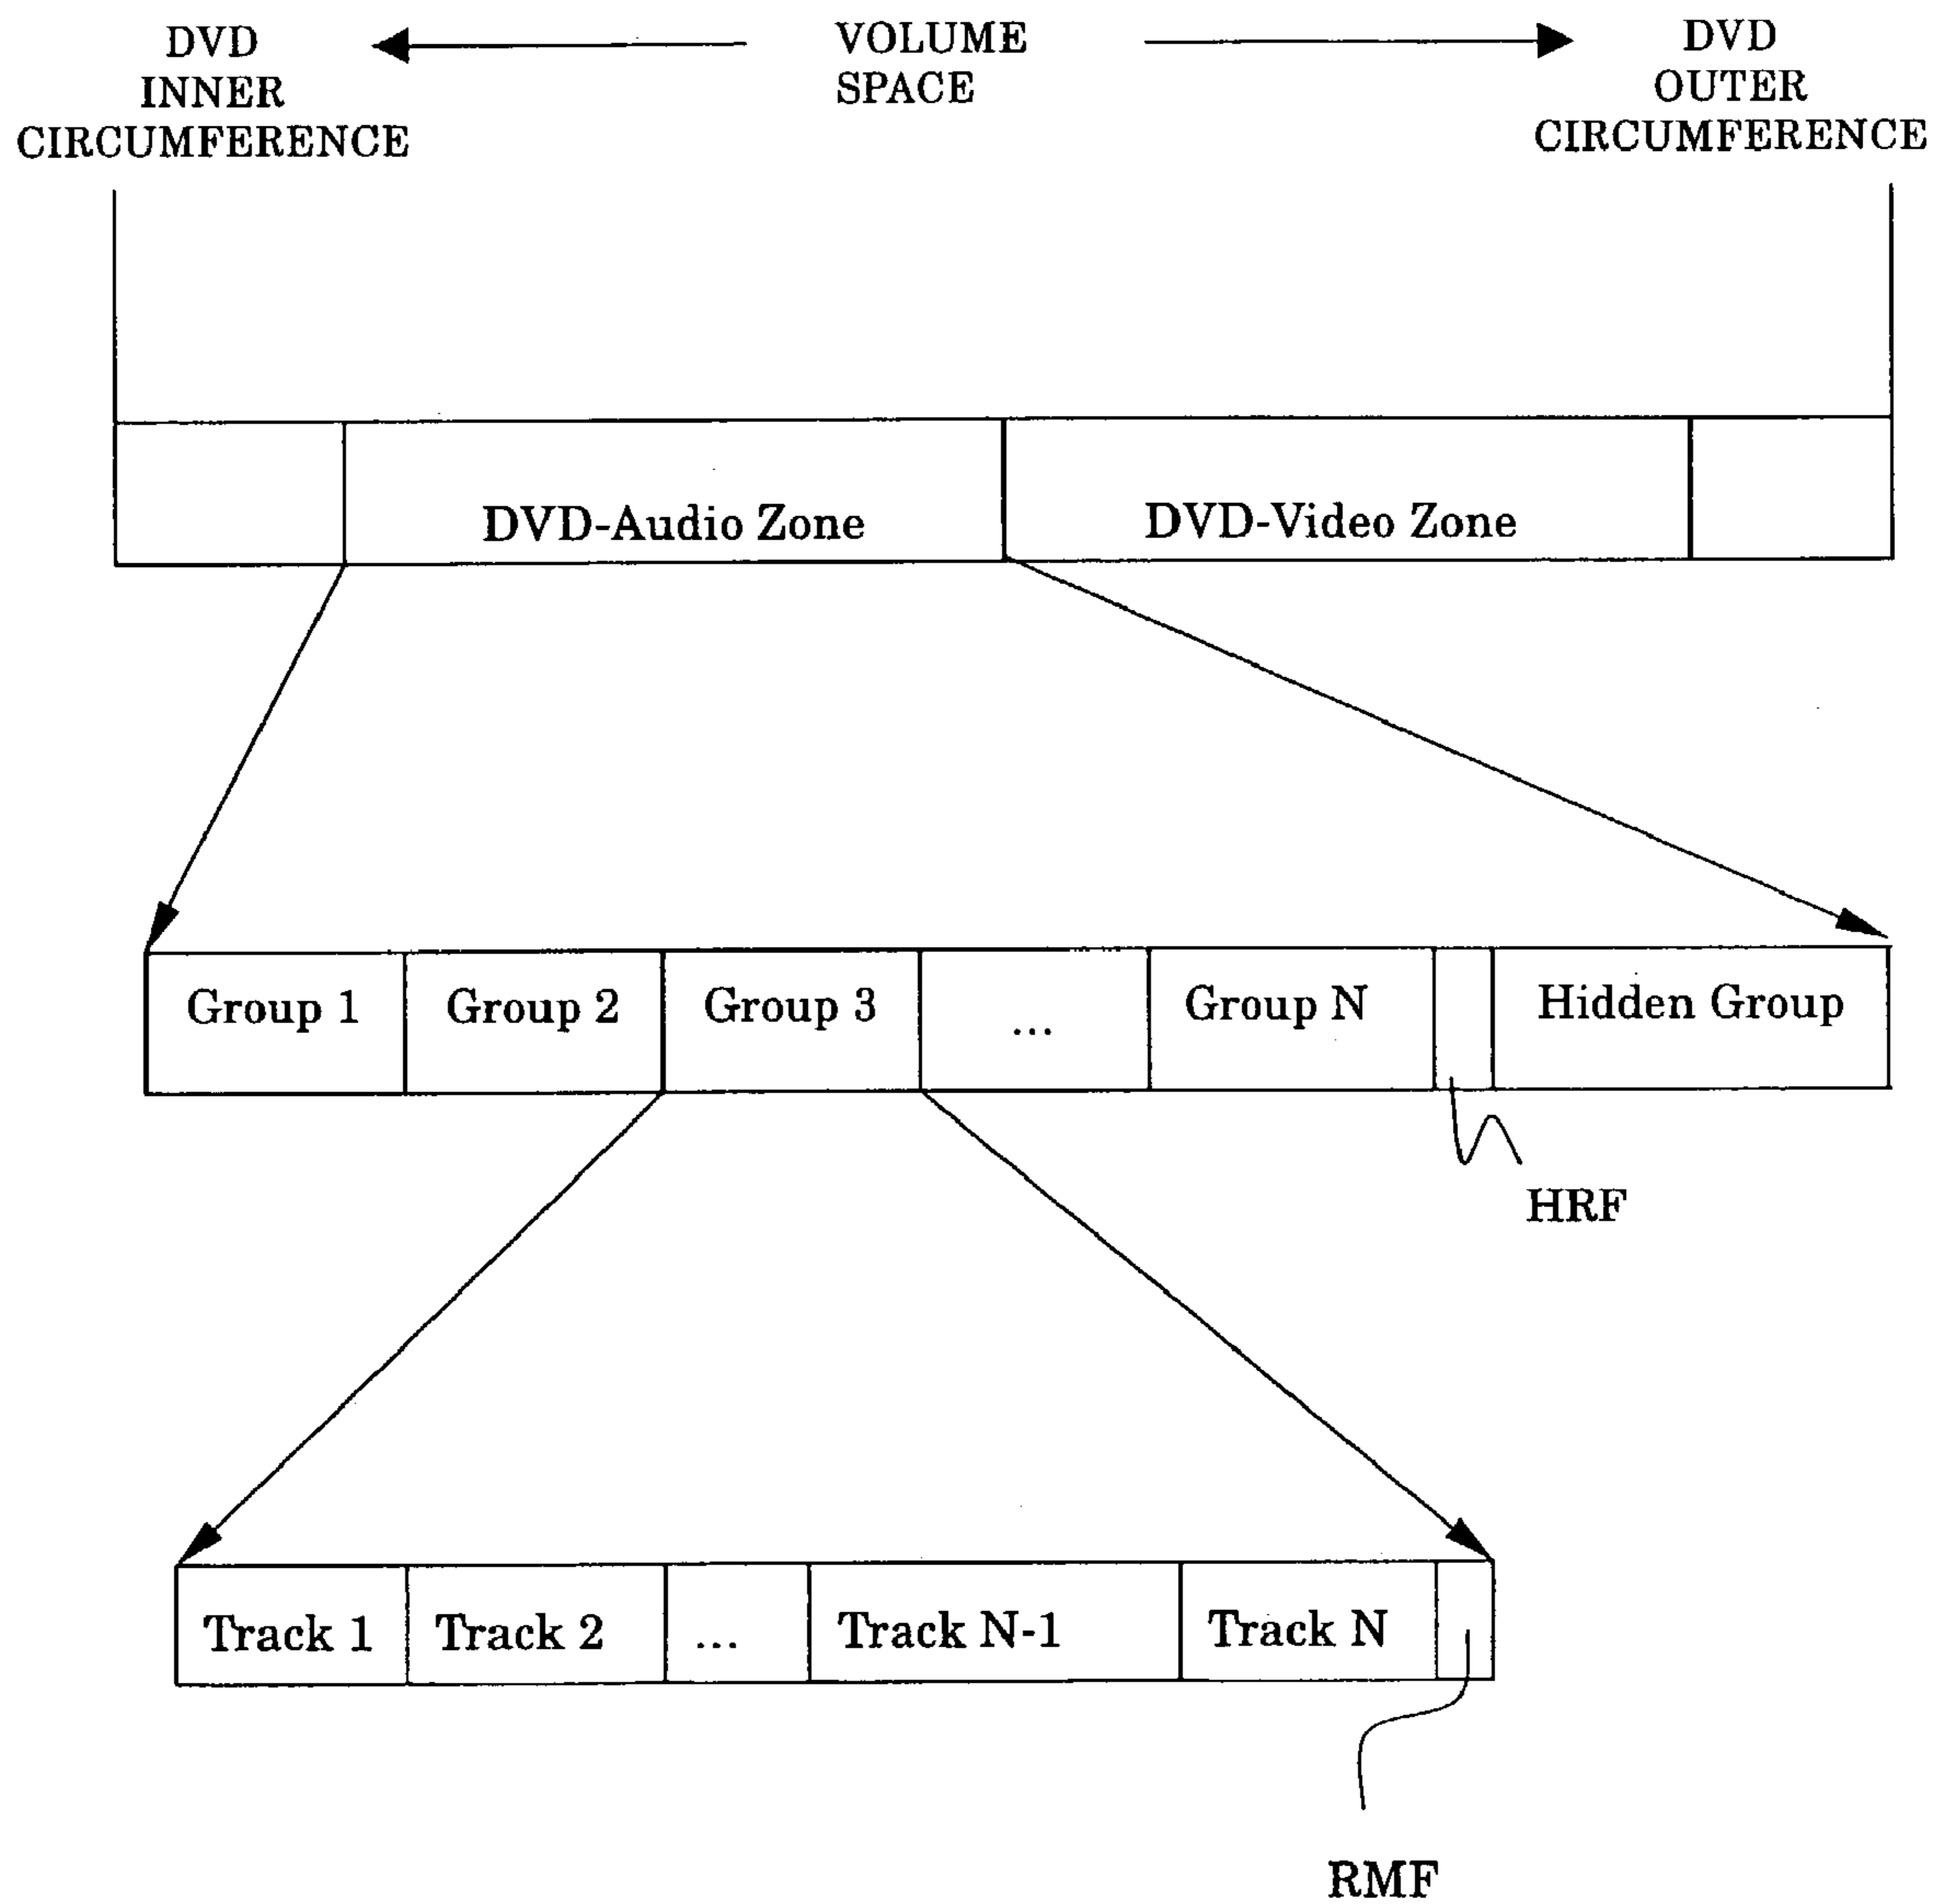 DVD
INNER
CIRCUMFERENCE
VOLUME
SPACE
DVD
OUTER
CIRCUMFERENCE
DVD-Audio Zone
DVD-Video Zone
Group 1
Group 2
Group 3
...
Group N
Hidden Group
HRF
Track 1
Track 2
...
Track N-1
Track N
RMF